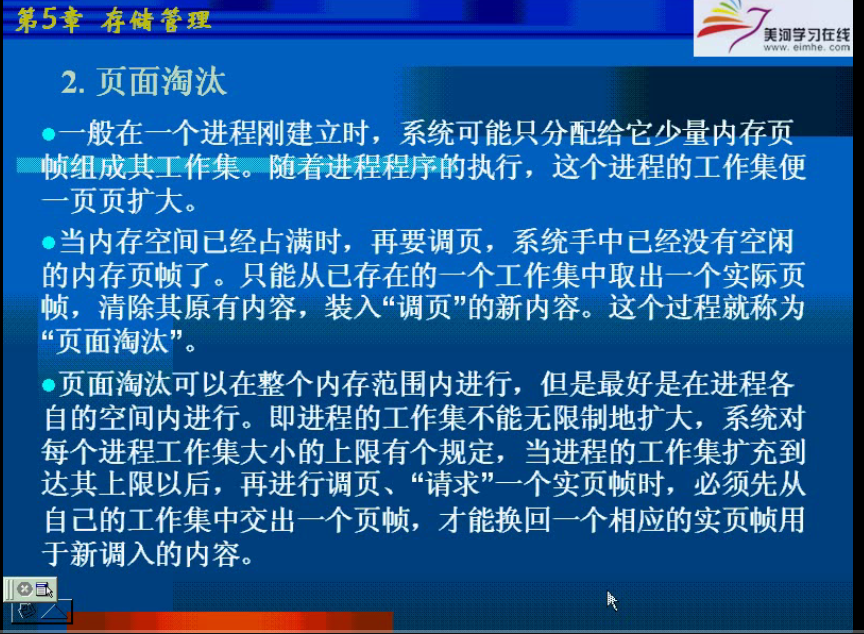 第5章 存储管理
美河学习在线
www. eimhe. com
2. 页面淘汰
●一般在一个进程刚建立时，系统可能只分配给它少量内存页
帧组成其工作集。随着进程程序的执行，这个进程的工作集便
一页页扩大。
●当内存空间已经占满时，再要调页，系统手中已经没有空闲
的内存页帧了。只能从已存在的一个工作集中取出一个实际页
帧，清除其原有内容，装入“调页”的新内容。这个过程就称为
“页面淘汰”。
●页面淘汰可以在整个内存范围内进行，但是最好是在进程各
自的空间内进行。即进程的工作集不能无限制地扩大，系统对
每个进程工作集大小的上限有个规定，当进程的工作集扩充到
达其上限以后，再进行调页、“请求”一个实页帧时，必须先从
自己的工作集中交出一个页帧，才能换回一个相应的实页帧用
于新调入的内容。